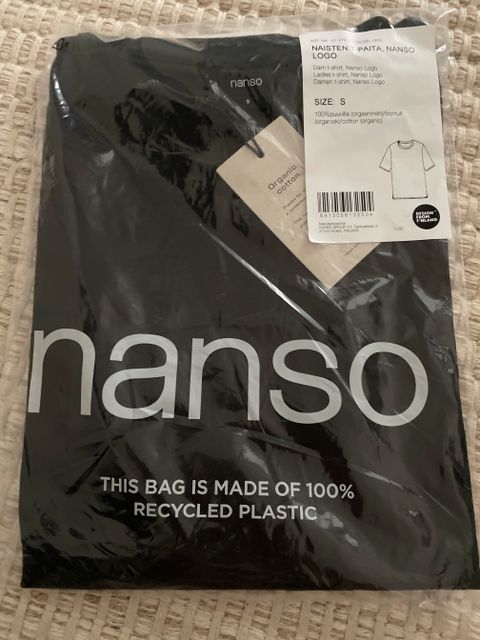 NAISTEN T-PAITA, NANSO
LOGO
Dam t-shirt, Nanso Logo
Ladies t-shirt, Nanso Logo
Damen t-shirt, Nanso Logo
SIZE: S
100%puuvilla (orgaaninen)/bomull
(organisk)/cotton (organic)
DESIGN
FROM
FINLAND
nanso
S
Organic
cotton
nanso
nanso
THIS BAG IS MADE OF 100%
RECYCLED PLASTIC